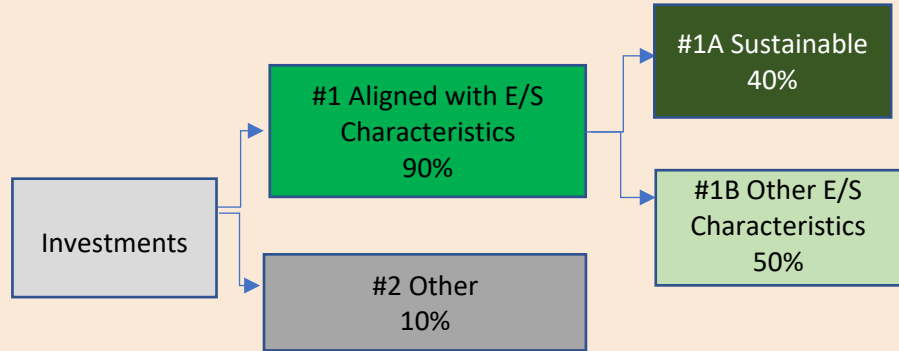 #1A Sustainable
40%
#1 Aligned with E/S
Characteristics
90%
#1B Other E/S
Characteristics
50%
Investments
#2 Other
10%